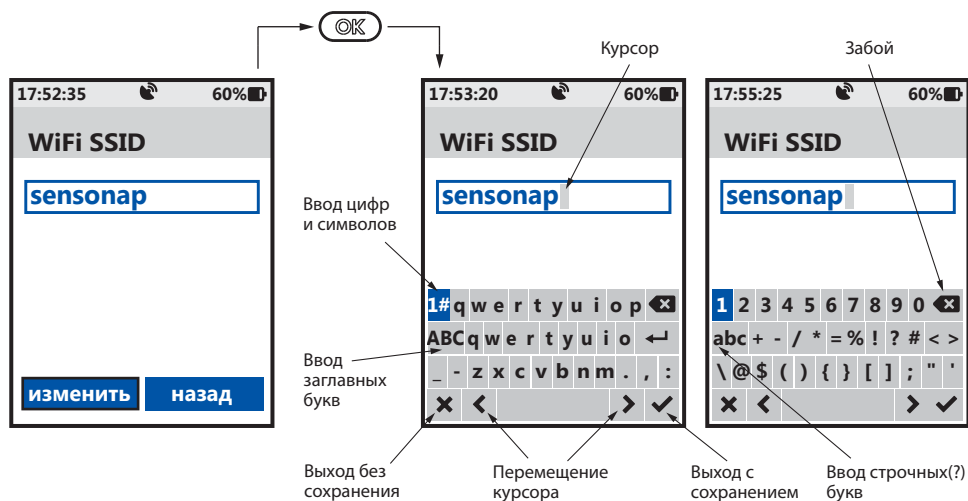 OK
Курсор
Забой
17:52:35 60%
WiFi SSID
sensonap
изменить назад
17:53:20 60%
WiFi SSID
sensonap
Ввод цифр
и символов
1# q w e r t y u i o p
ABC q w e r t y u i o
_ - z x c v b n m . , :
Ввод
заглавных
букв
17:55:25 60%
WiFi SSID
sensonap
1 2 3 4 5 6 7 8 9 0
abc + - / * = % ! ? # < >
\ @ $ ( ) { } [ ] ; " '
Выход без
сохранения
Перемещение
курсора
Выход с
сохранением
Ввод строчных(?)
букв